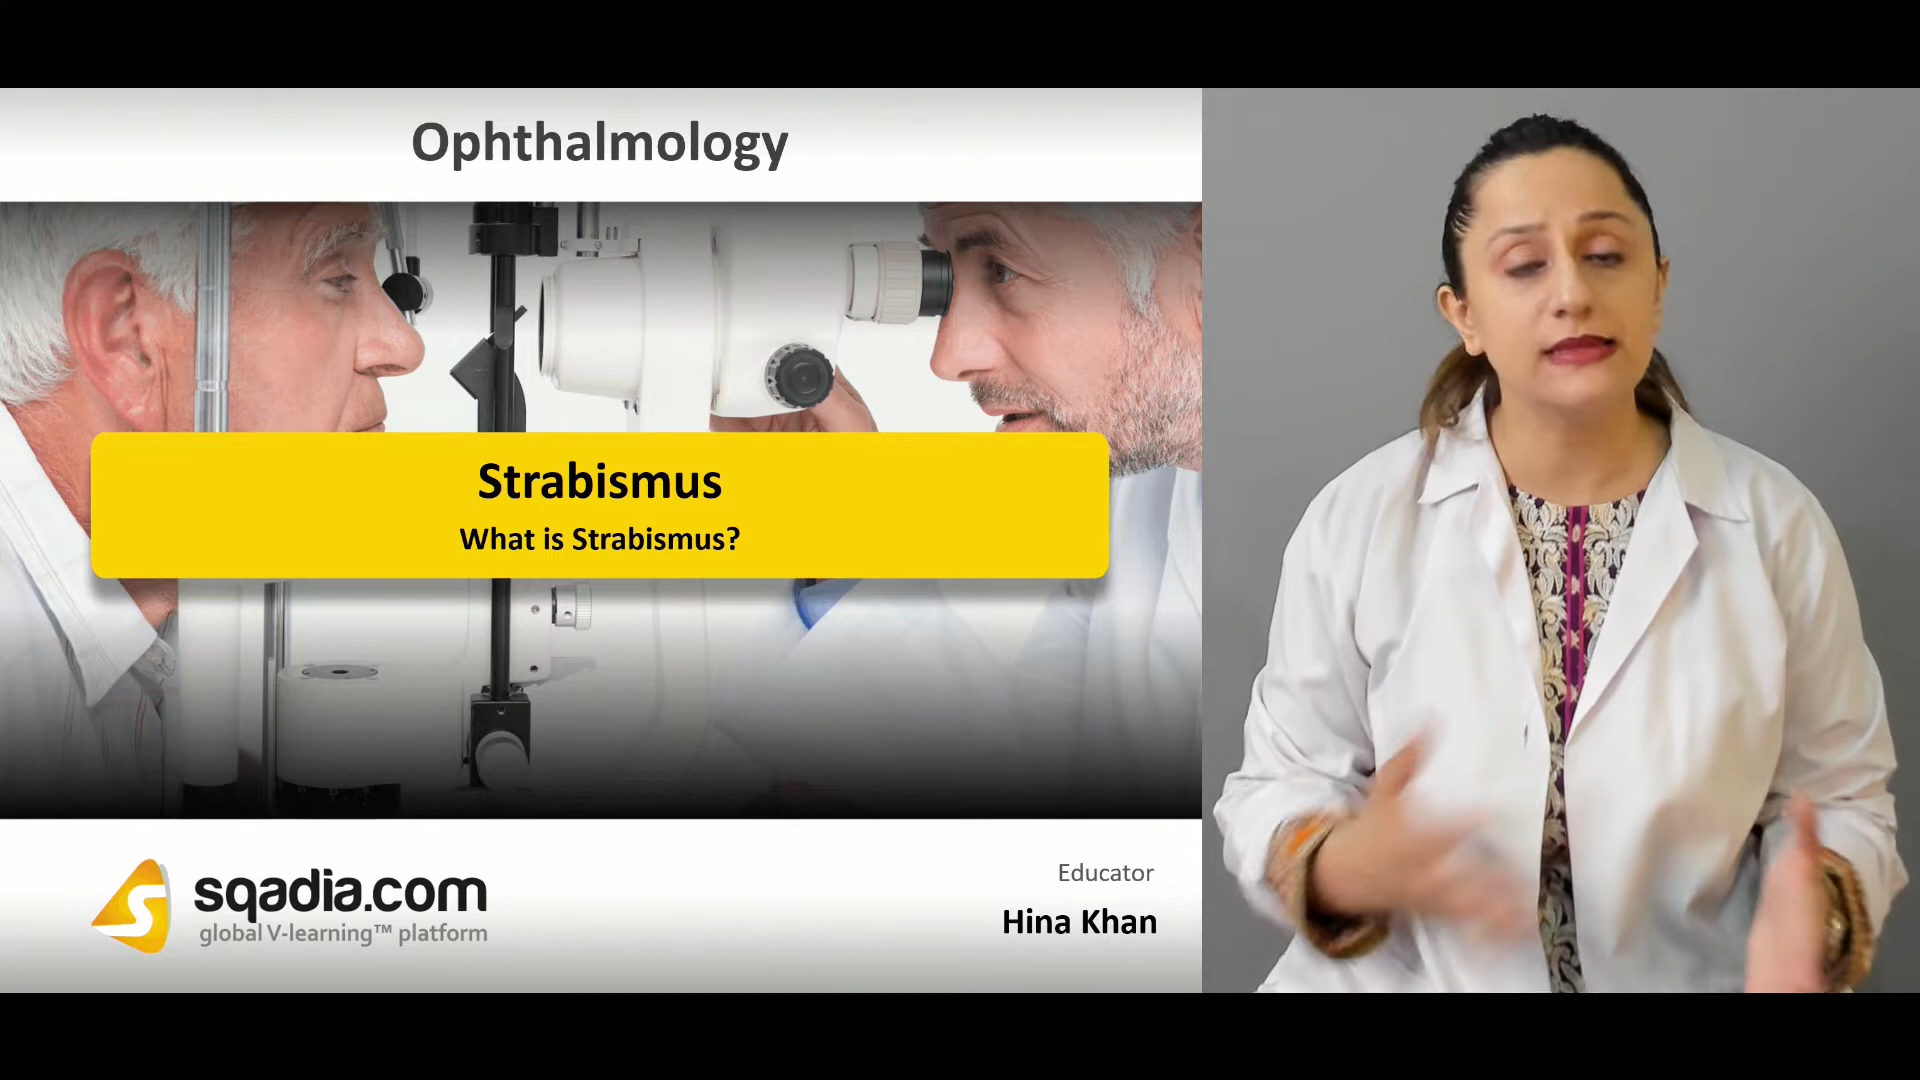 Ophthalmology
Strabismus
What is Strabismus?
sqadia.com
global V-learning™ platform
Educator
Hina Khan